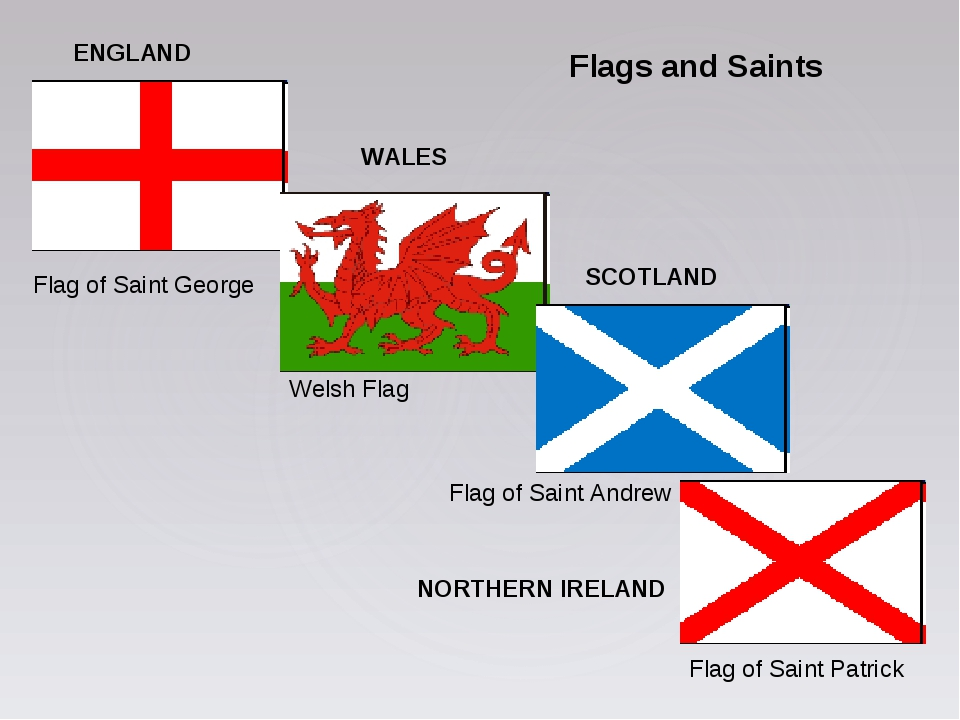 ENGLAND
Flags and Saints
WALES
Flag of Saint George
SCOTLAND
Welsh Flag
Flag of Saint Andrew
NORTHERN IRELAND
Flag of Saint Patrick